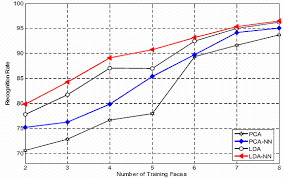 100
95
90
85
80
75
70
2 3 4 5 6 7 8
Recognition Rate
Number of Training Faces
PCA
PCA-NN
LDA
LDA-NN